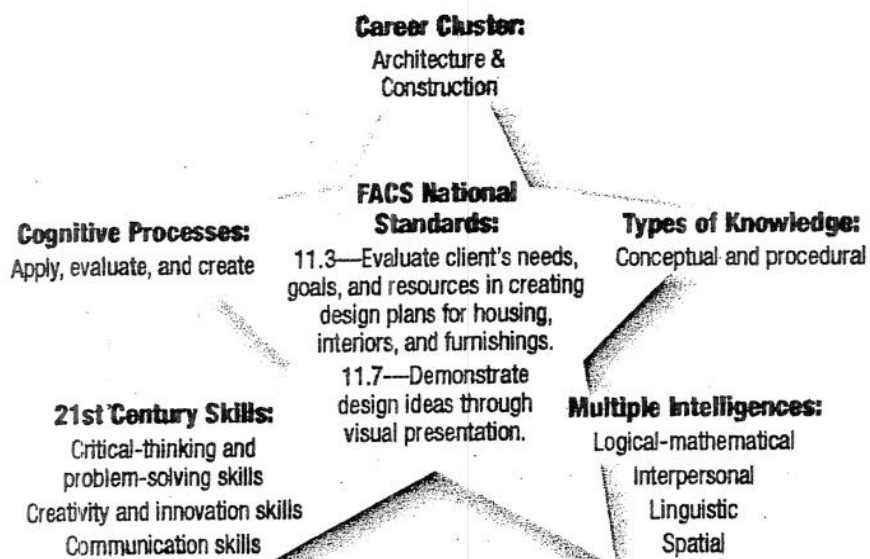 Career Cluster:
Architecture &
Construction
Cognitive Processes:
Apply, evaluate, and create
FACS National
Standards:
11.3—Evaluate client's needs,
goals, and resources in creating
design plans for housing,
interiors, and furnishings.
11.7—Demonstrate
design ideas through
visual presentation.
Types of Knowledge:
Conceptual and procedural
21st Century Skills:
Critical-thinking and
problem-solving skills
Creativity and innovation skills
Communication skills
Multiple Intelligences:
Logical-mathematical
Interpersonal
Linguistic
Spatial